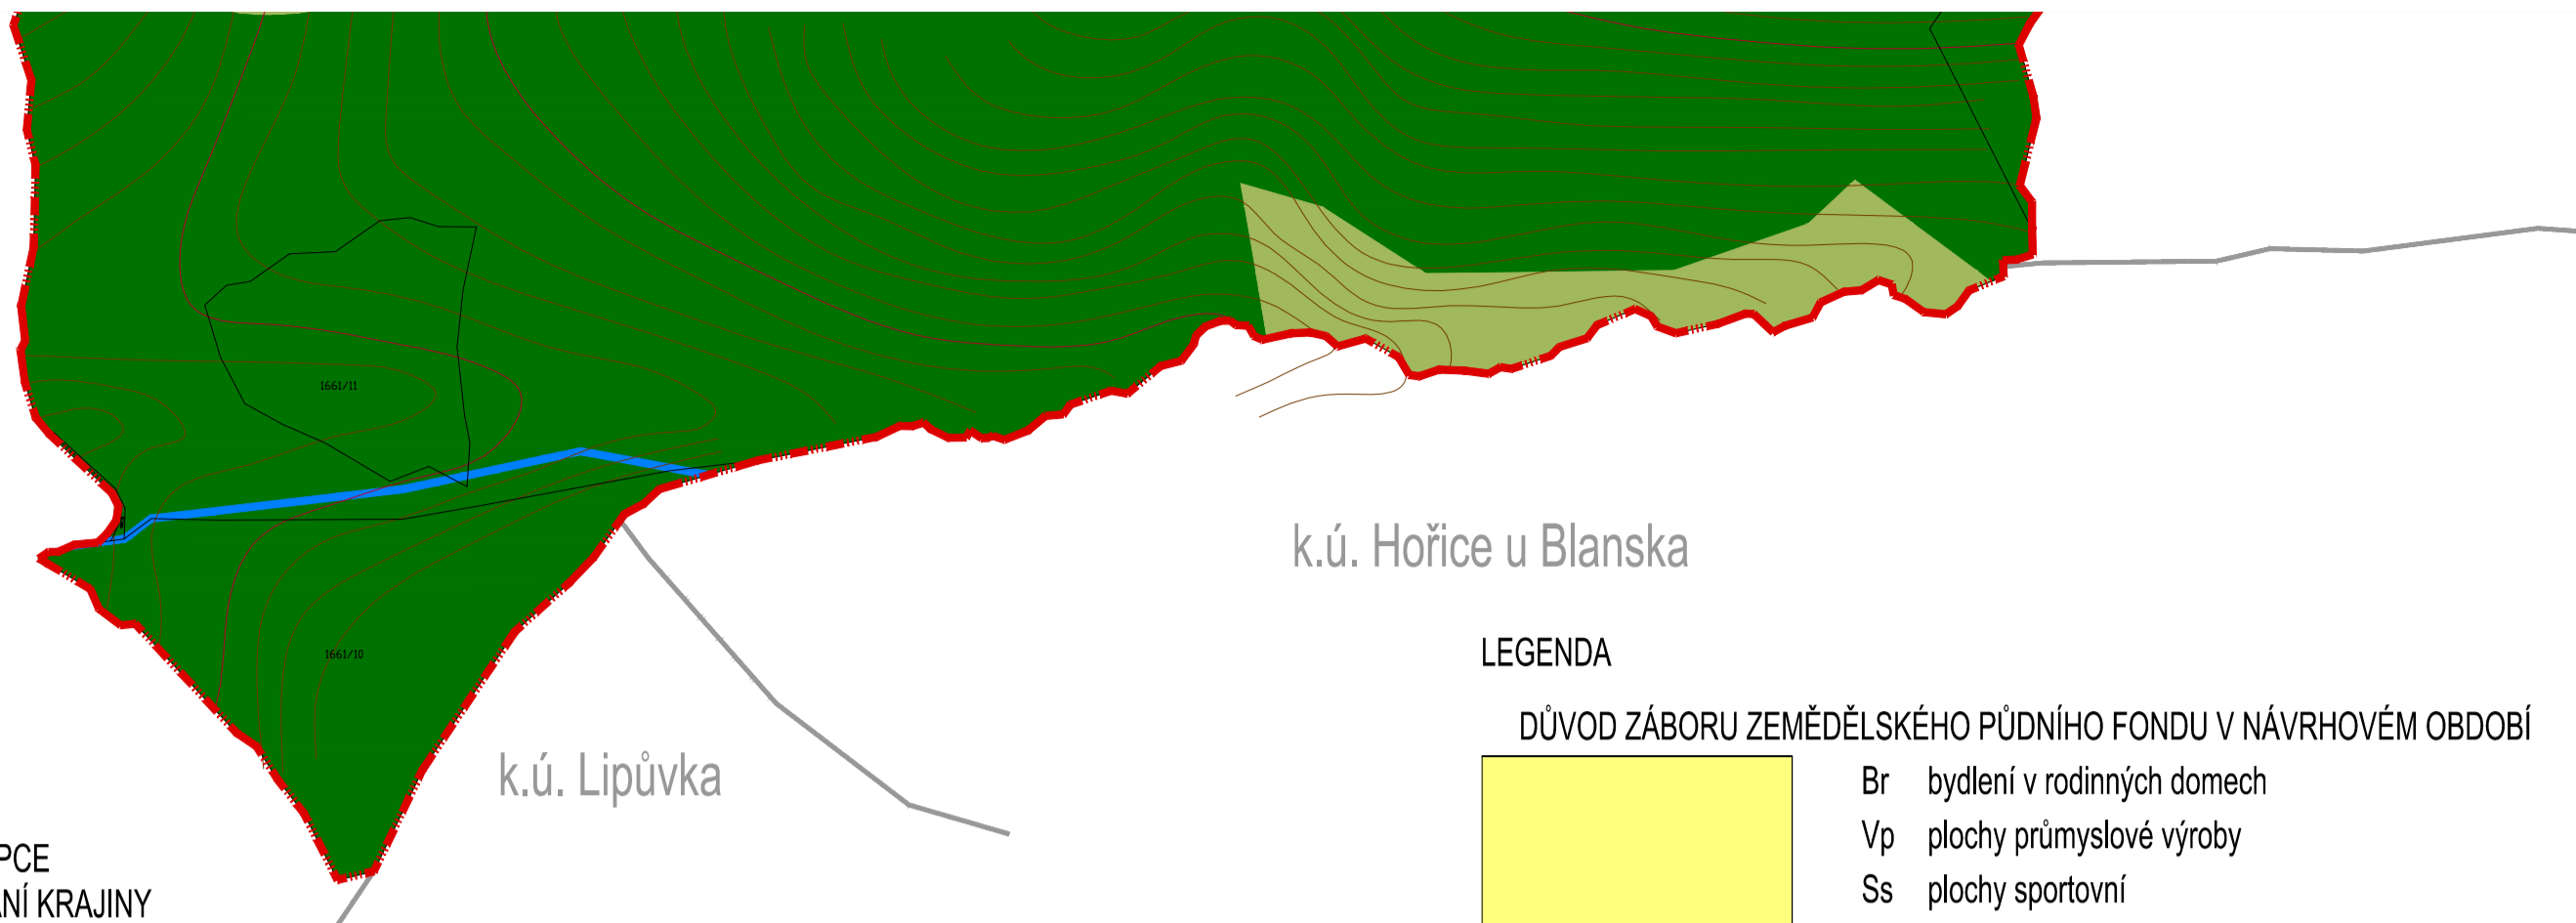 1661/11
k.ú. Hořice u Blanska
1661/10
k.ú. Lipůvka
PCE
ANÍ KRAJINY
LEGENDA
DŮVOD ZÁBORU ZEMĚDĚLSKÉHO PŮDNÍHO FONDU V NÁVRHOVÉM OBDOBÍ
Br bydlení v rodinných domech
Vp plochy průmyslové výroby
Ss plochy sportovní